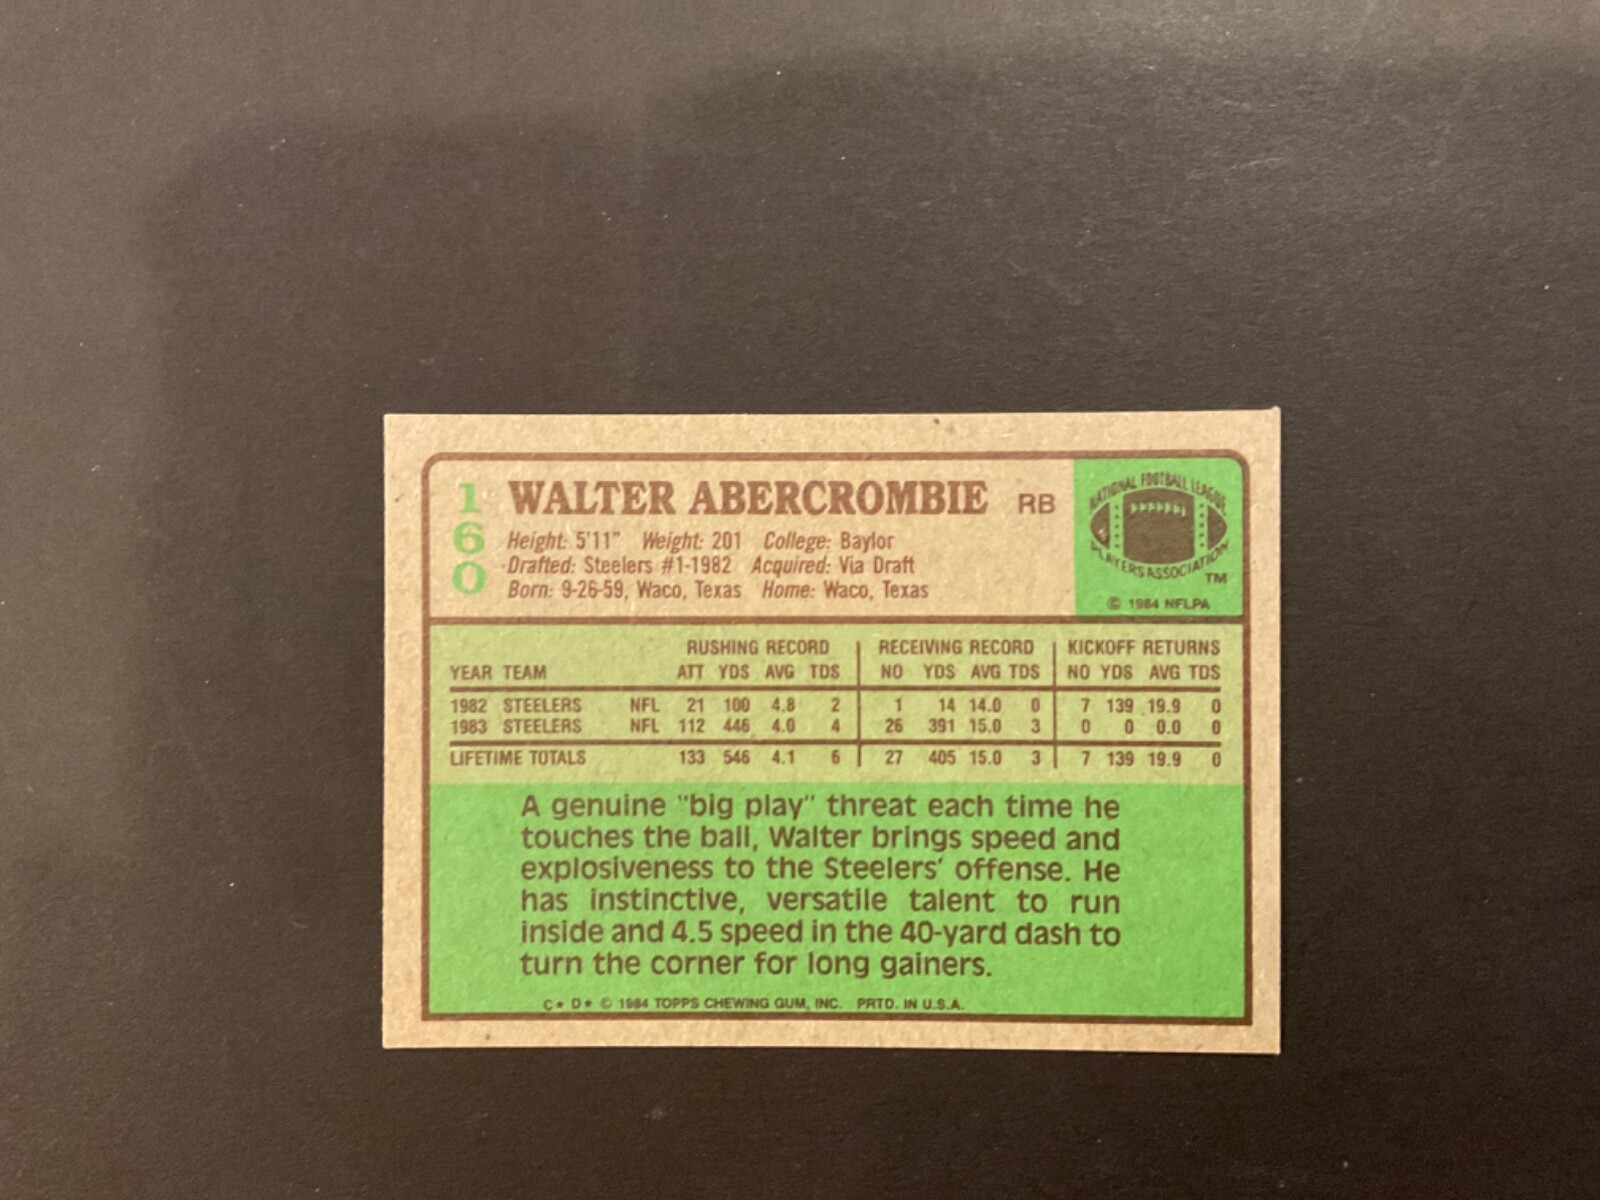 160
WALTER ABERCROMBIE RB
Height: 5'11" Weight: 201 College: Baylor
Drafted: Steelers #1-1982 Acquired: Via Draft
Born: 9-26-59, Waco, Texas Home: Waco, Texas
NATIONAL FOOTBALL LEAGUE
PLAYERS ASSOCIATION
TM
© 1984 NFLPA
RUSHING RECORD RECEIVING RECORD KICKOFF RETURNS
YEAR TEAM ATT YDS AVG TDS NO YDS AVG TDS NO YDS AVG TDS
1982 STEELERS NFL 21 100 4.8 2 1 14 14.0 0 7 139 19.9 0
1983 STEELERS NFL 112 446 4.0 4 26 391 15.0 3 0 0 0.0 0
LIFETIME TOTALS 133 546 4.1 6 27 405 15.0 3 7 139 19.9 0
A genuine "big play" threat each time he
touches the ball, Walter brings speed and
explosiveness to the Steelers' offense. He
has instinctive, versatile talent to run
inside and 4.5 speed in the 40-yard dash to
turn the corner for long gainers.
C* D* © 1984 TOPPS CHEWING GUM, INC. PRTD. IN U.S.A.